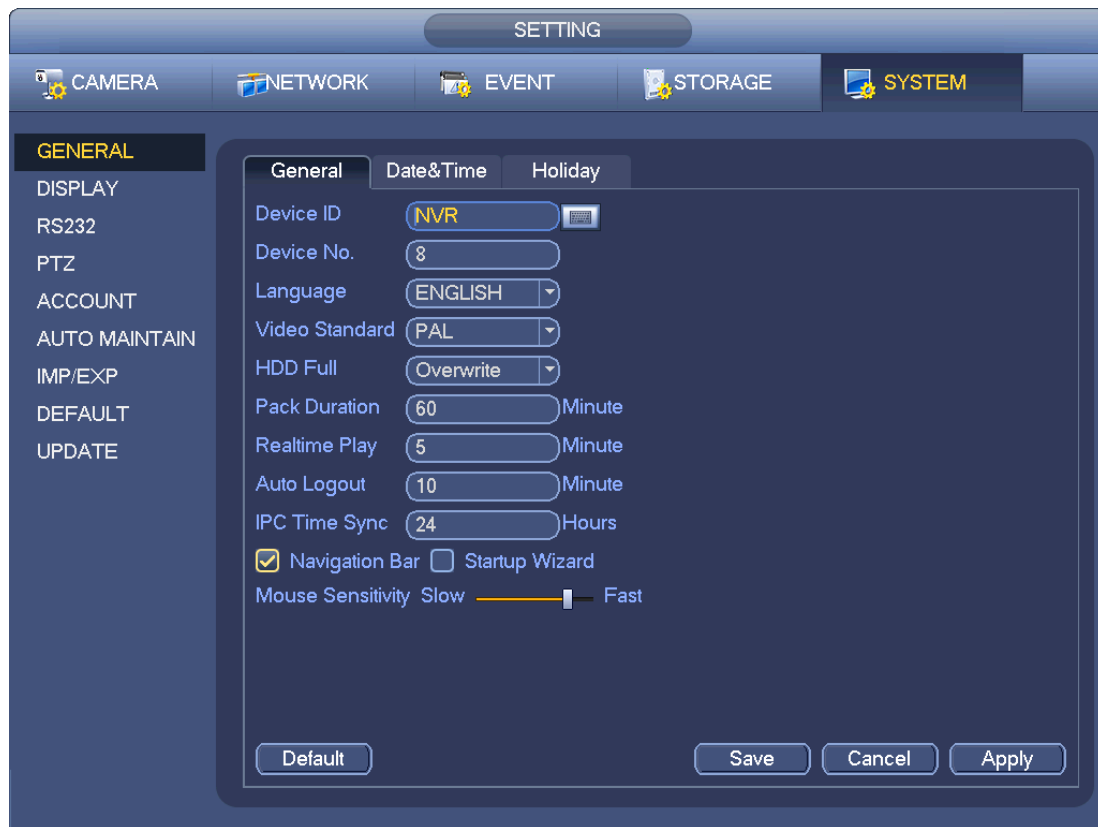 SETTING
CAMERA NETWORK EVENT STORAGE SYSTEM
GENERAL
DISPLAY
RS232
PTZ
ACCOUNT
AUTO MAINTAIN
IMP/EXP
DEFAULT
UPDATE
General Date&Time Holiday
Device ID NVR
Device No. 8
Language ENGLISH
Video Standard PAL
HDD Full Overwrite
Pack Duration 60 Minute
Realtime Play 5 Minute
Auto Logout 10 Minute
IPC Time Sync 24 Hours
Navigation Bar Startup Wizard
Mouse Sensitivity Slow Fast
Default Save Cancel Apply